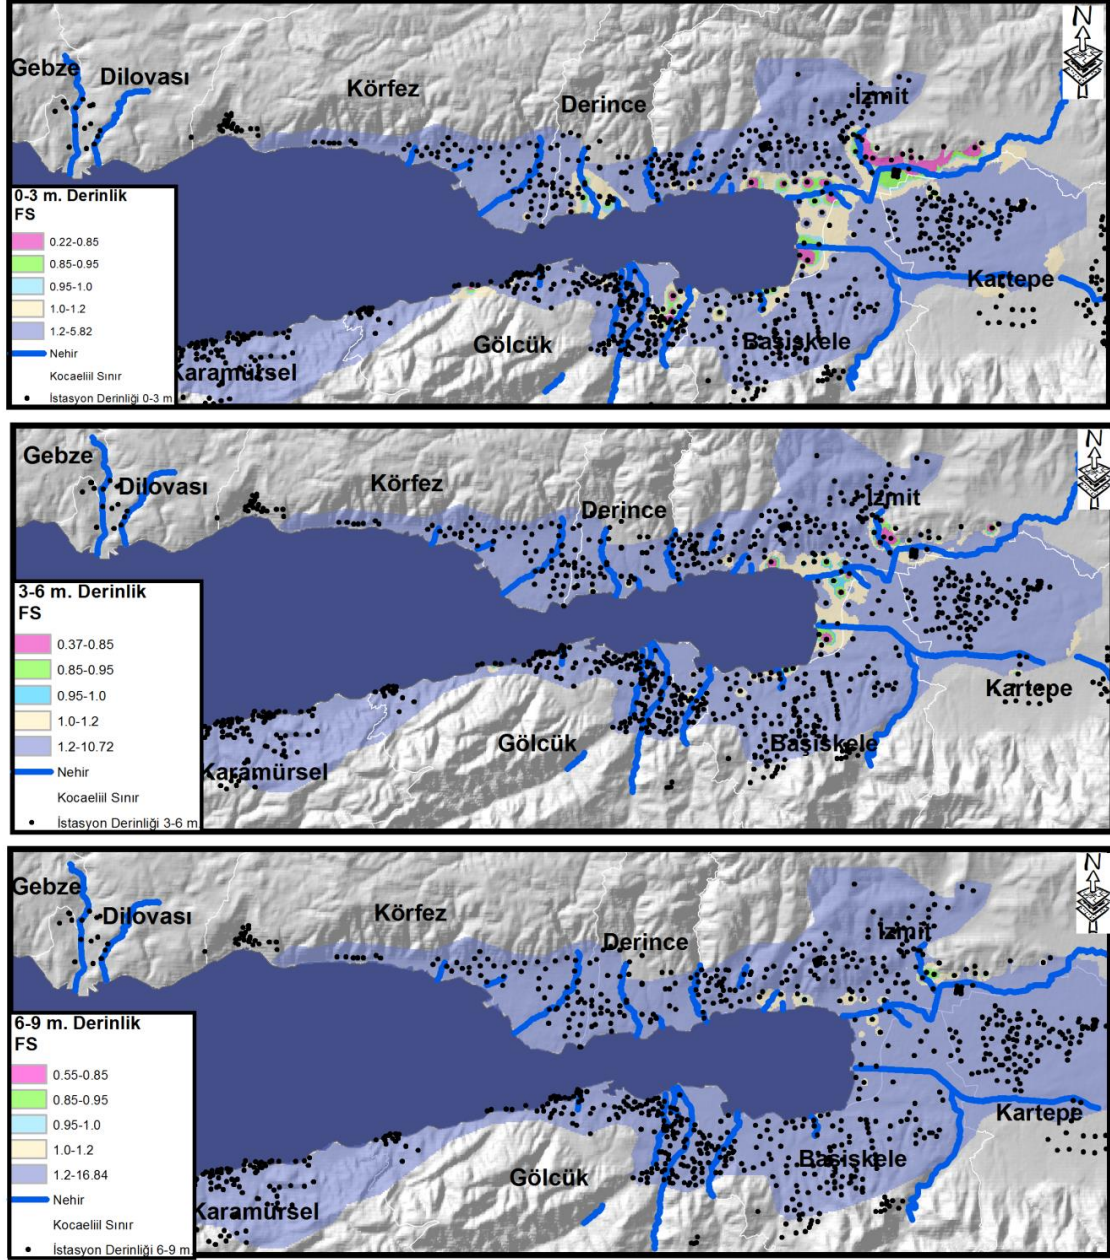 N
Gebze
Dilovası
Körfez
Derince
İzmit
Kartepe
Başiskele
Gölcük
Karamürsel
0-3 m. Derinlik
FS
0.22-0.85
0.85-0.95
0.95-1.0
1.0-1.2
1.2-5.82
Nehir
Kocaeliil Sınır
İstasyon Derinliği 0-3 m.
N
Gebze
Dilovası
Körfez
Derince
İzmit
Kartepe
Başiskele
Gölcük
Karamürsel
3-6 m. Derinlik
FS
0.37-0.85
0.85-0.95
0.95-1.0
1.0-1.2
1.2-10.72
Nehir
Kocaeliil Sınır
İstasyon Derinliği 3-6 m.
N
Gebze
Dilovası
Körfez
Derince
İzmit
Kartepe
Başiskele
Gölcük
Karamürsel
6-9 m. Derinlik
FS
0.55-0.85
0.85-0.95
0.95-1.0
1.0-1.2
1.2-16.84
Nehir
Kocaeliil Sınır
İstasyon Derinliği 6-9 m.